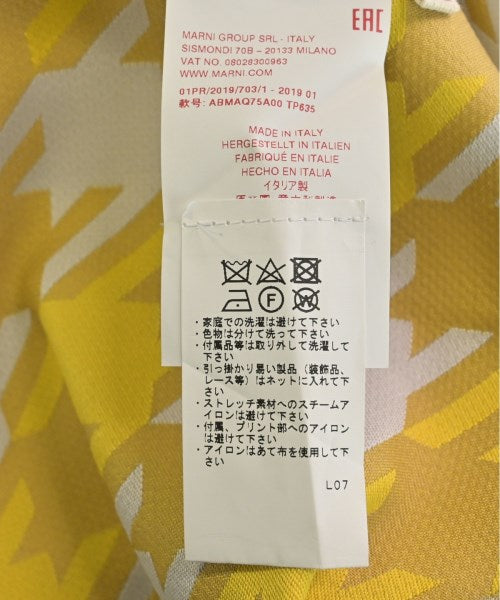 EAC
MARNI GROUP SRL - ITALY
SISMONDI 70B - 20133 MILANO
VAT NO. 08028300963
WWW.MARNI.COM
01PR/2019/703/1 - 2019 01
款号: ABMAQ75A00 TP635
MADE IN ITALY
HERGESTELLT IN ITALIEN
FABRIQUÉ EN ITALIE
HECHO EN ITALIA
イタリア製
F
W
・家庭での洗濯は避けて下さい
・色物は分けて洗って下さい
・付属品等は取り外して洗濯して
下さい
・引っ掛かり易い製品（装飾品、
レース等）はネットに入れて下
さい
・ストレッチ素材へのスチームア
イロンは避けて下さい
・付属、プリント部へのアイロン
は避けて下さい
・アイロンはあて布を使用して下
さい
L07